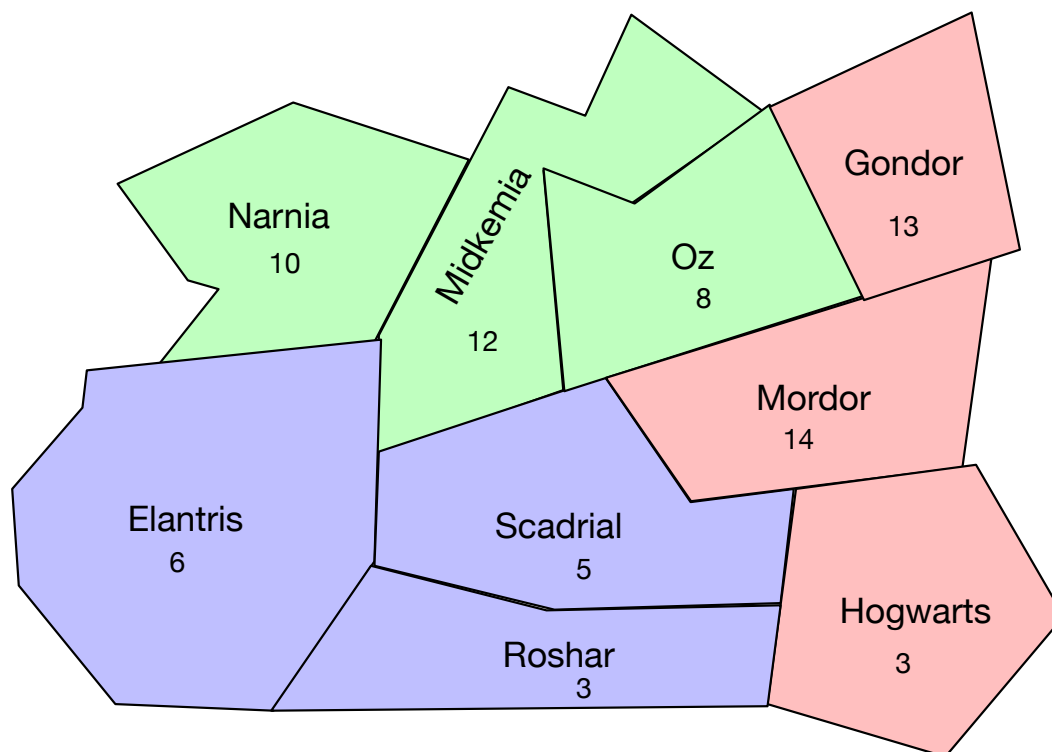 Narnia
10
Midkemia
12
Oz
8
Gondor
13
Mordor
14
Elantris
6
Scadrial
5
Roshar
3
Hogwarts
3